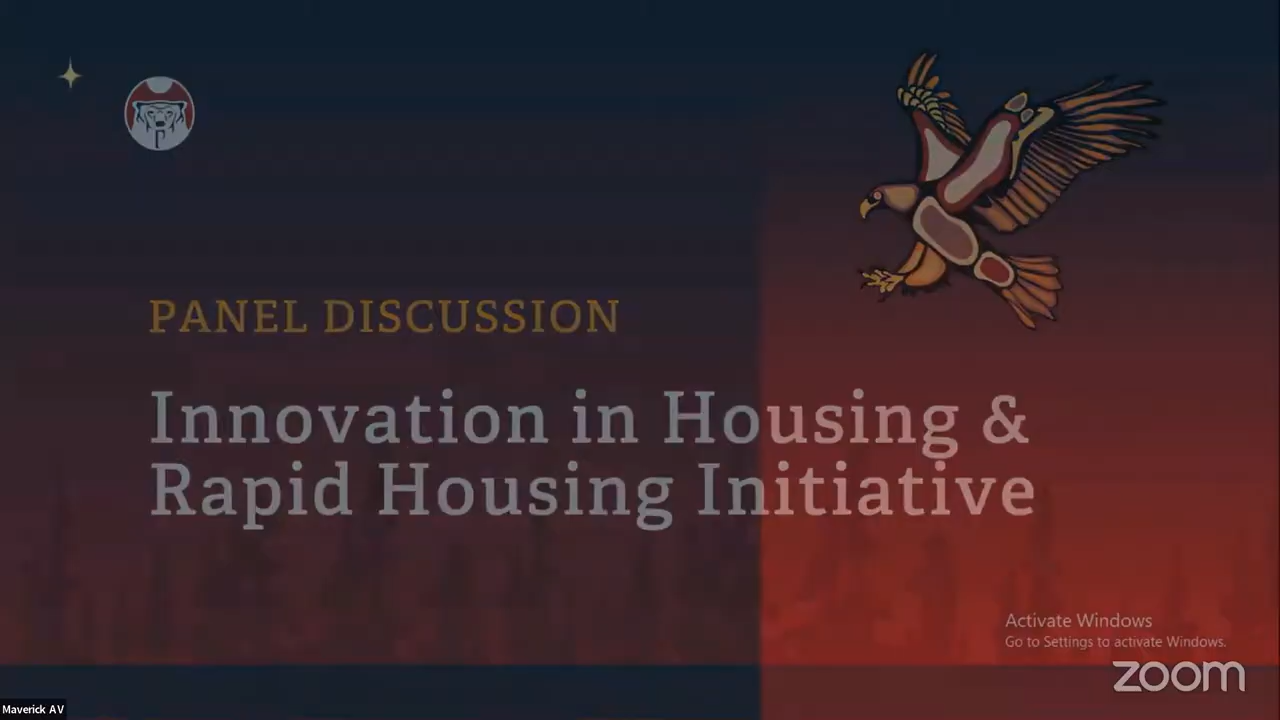 PANEL DISCUSSION
Innovation in Housing &
Rapid Housing Initiative
Activate Windows
Go to Settings to activate Windows.
zoom
Maverick AV